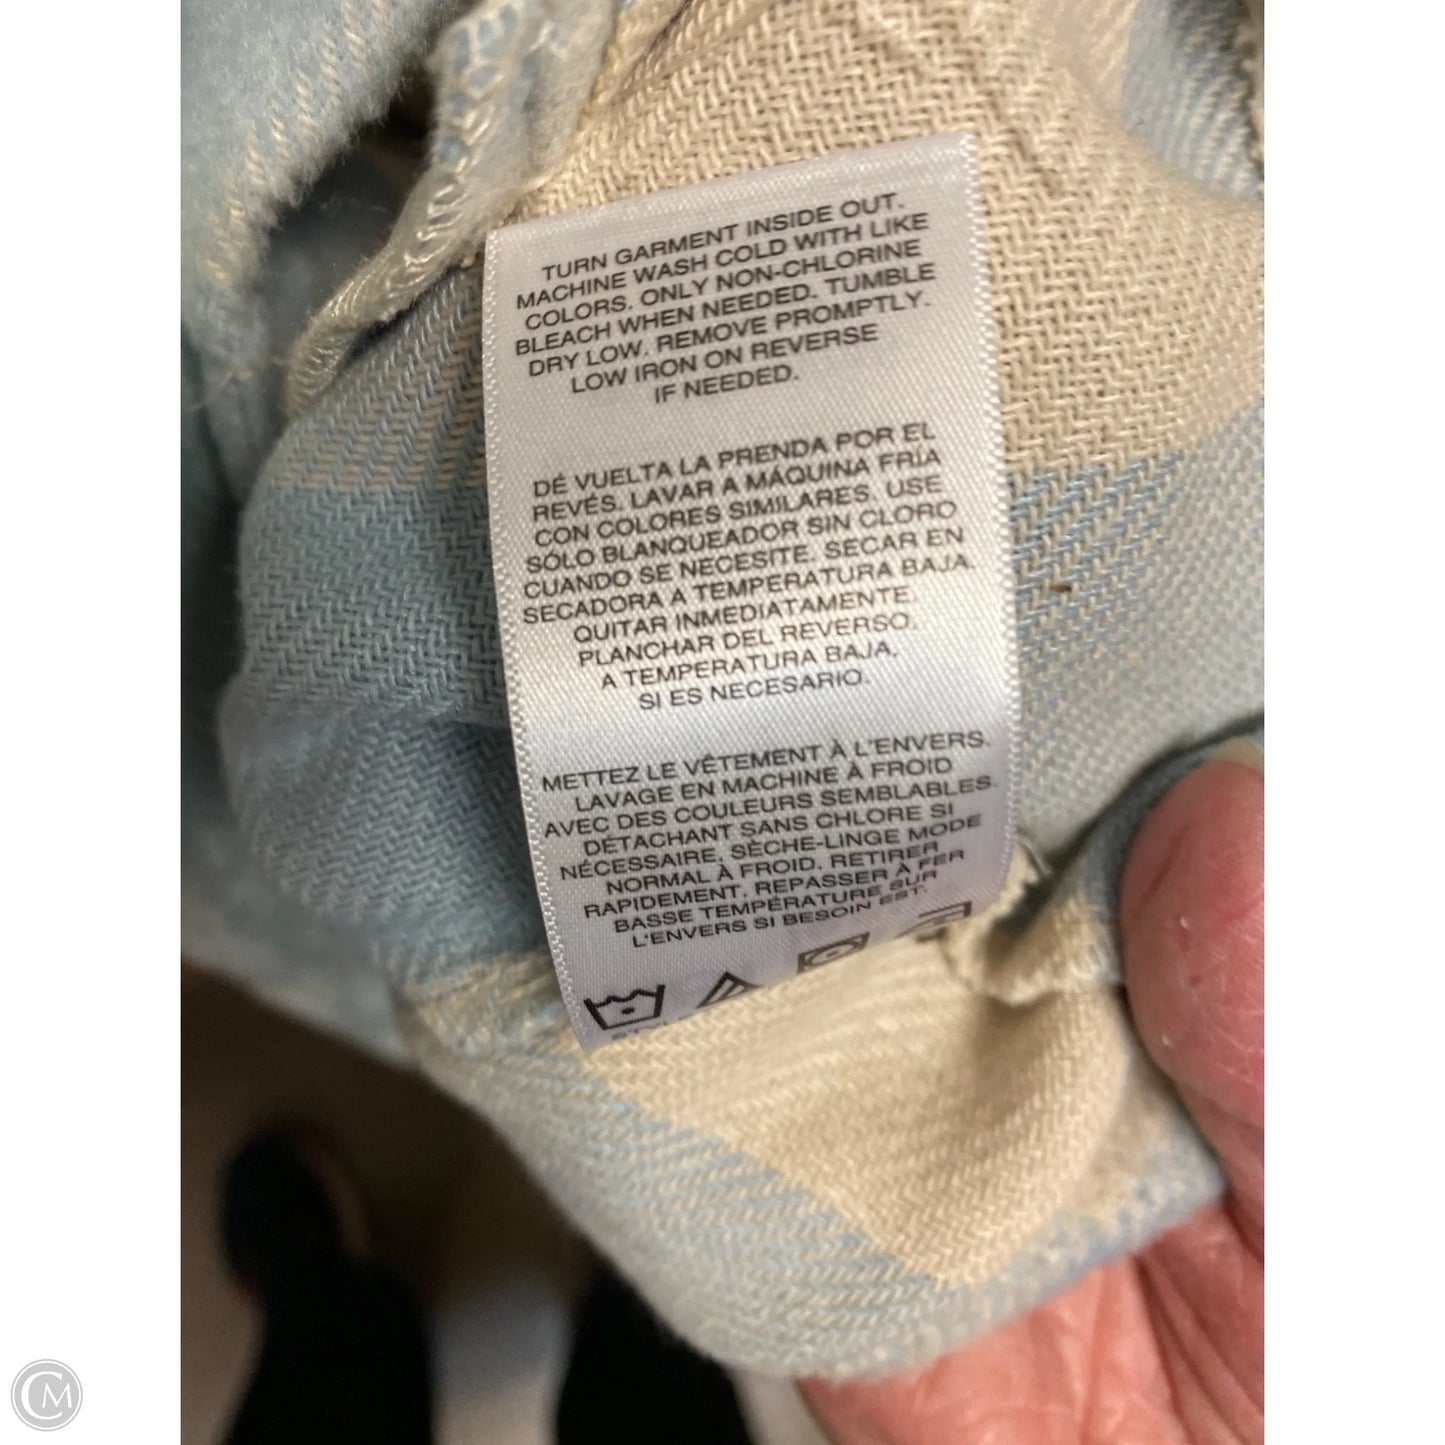 TURN GARMENT INSIDE OUT.
MACHINE WASH COLD WITH LIKE
COLORS. ONLY NON-CHLORINE
BLEACH WHEN NEEDED. TUMBLE
DRY LOW. REMOVE PROMPTLY.
LOW IRON ON REVERSE
IF NEEDED.
DÉ VUELTA LA PRENDA POR EL
REVÉS. LAVAR A MÁQUINA FRÍA
CON COLORES SIMILARES. USE
SÓLO BLANQUEADOR SIN CLORO
CUANDO SE NECESITE. SECAR EN
SECADORA A TEMPERATURA BAJA.
QUITAR INMEDIATAMENTE.
PLANCHAR DEL REVERSO.
A TEMPERATURA BAJA.
SI ES NECESARIO.
METTEZ LE VÊTEMENT À L'ENVERS.
LAVAGE EN MACHINE À FROID
AVEC DES COULEURS SEMBLABLES.
DÉTACHANT SANS CHLORE SI
NÉCESSAIRE. SÈCHE-LINGE MODE
NORMAL À FROID. RETIRER
RAPIDEMENT. REPASSER À FER
BASSE TEMPÉRATURE SUR
L'ENVERS SI BESOIN EST.
CM